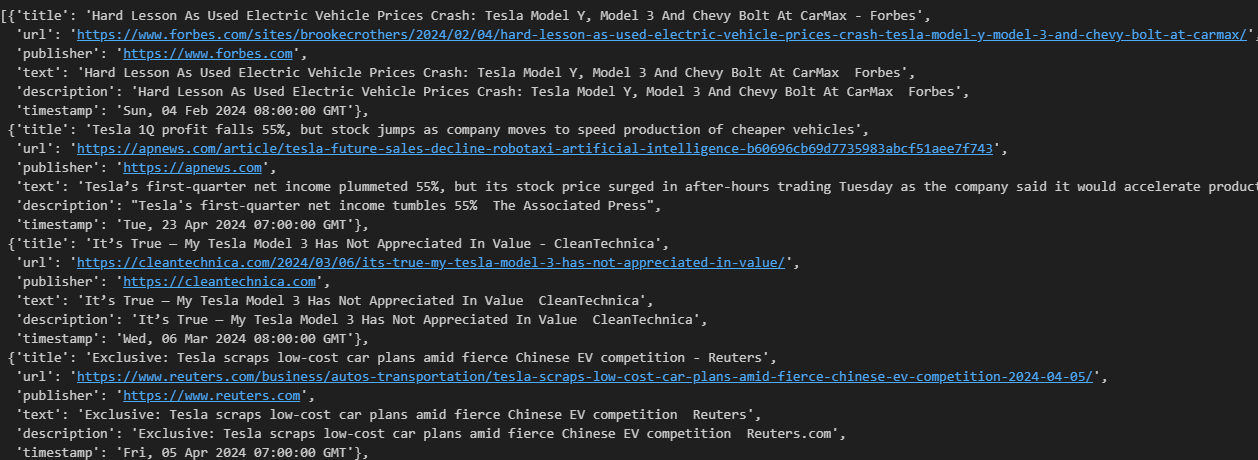 [{'title': 'Hard Lesson As Used Electric Vehicle Prices Crash: Tesla Model Y, Model 3 And Chevy Bolt At CarMax - Forbes',
'url': 'https://www.forbes.com/sites/brookecrothers/2024/02/04/hard-lesson-as-used-electric-vehicle-prices-crash-tesla-model-y-model-3-and-chevy-bolt-at-carmax/',
'publisher': 'https://www.forbes.com',
'text': 'Hard Lesson As Used Electric Vehicle Prices Crash: Tesla Model Y, Model 3 And Chevy Bolt At CarMax  Forbes',
'description': 'Hard Lesson As Used Electric Vehicle Prices Crash: Tesla Model Y, Model 3 And Chevy Bolt At CarMax  Forbes',
'timestamp': 'Sun, 04 Feb 2024 08:00:00 GMT'},
{'title': 'Tesla 1Q profit falls 55%, but stock jumps as company moves to speed production of cheaper vehicles',
'url': 'https://apnews.com/article/tesla-future-sales-decline-robotaxi-artificial-intelligence-b60696cb69d7735983abcf51aee7f743',
'publisher': 'https://apnews.com',
'text': 'Tesla’s first-quarter net income plummeted 55%, but its stock price surged in after-hours trading Tuesday as the company said it would accelerate product
'description': "Tesla's first-quarter net income tumbles 55%  The Associated Press",
'timestamp': 'Tue, 23 Apr 2024 07:00:00 GMT'},
{'title': 'It’s True — My Tesla Model 3 Has Not Appreciated In Value - CleanTechnica',
'url': 'https://cleantechnica.com/2024/03/06/its-true-my-tesla-model-3-has-not-appreciated-in-value/',
'publisher': 'https://cleantechnica.com',
'text': 'It’s True — My Tesla Model 3 Has Not Appreciated In Value  CleanTechnica',
'description': 'It’s True — My Tesla Model 3 Has Not Appreciated In Value  CleanTechnica',
'timestamp': 'Wed, 06 Mar 2024 08:00:00 GMT'},
{'title': 'Exclusive: Tesla scraps low-cost car plans amid fierce Chinese EV competition - Reuters',
'url': 'https://www.reuters.com/business/autos-transportation/tesla-scraps-low-cost-car-plans-amid-fierce-chinese-ev-competition-2024-04-05/',
'publisher': 'https://www.reuters.com',
'text': 'Exclusive: Tesla scraps low-cost car plans amid fierce Chinese EV competition  Reuters',
'description': 'Exclusive: Tesla scraps low-cost car plans amid fierce Chinese EV competition  Reuters.com',
'timestamp': 'Fri, 05 Apr 2024 07:00:00 GMT'},